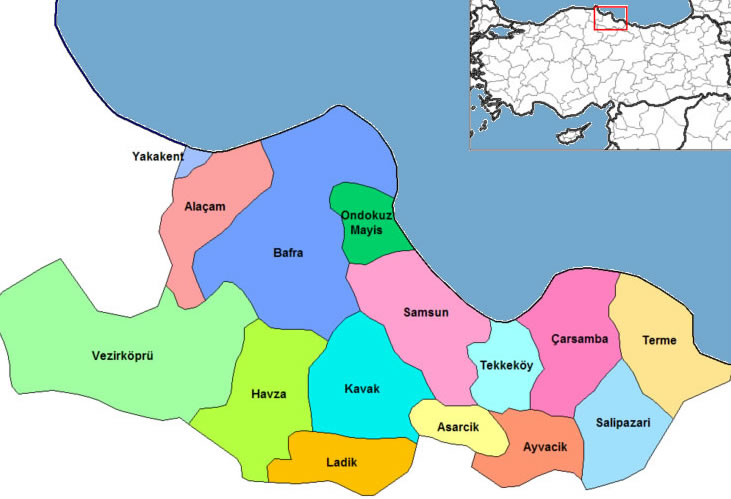 Yakakent
Alaçam
Ondokuz
Mayis
Bafra
Samsun
Vezirköprü
Tekkeköy
Çarsamba
Terme
Havza
Kavak
Asarcik
Salipazari
Ayvacik
Ladik